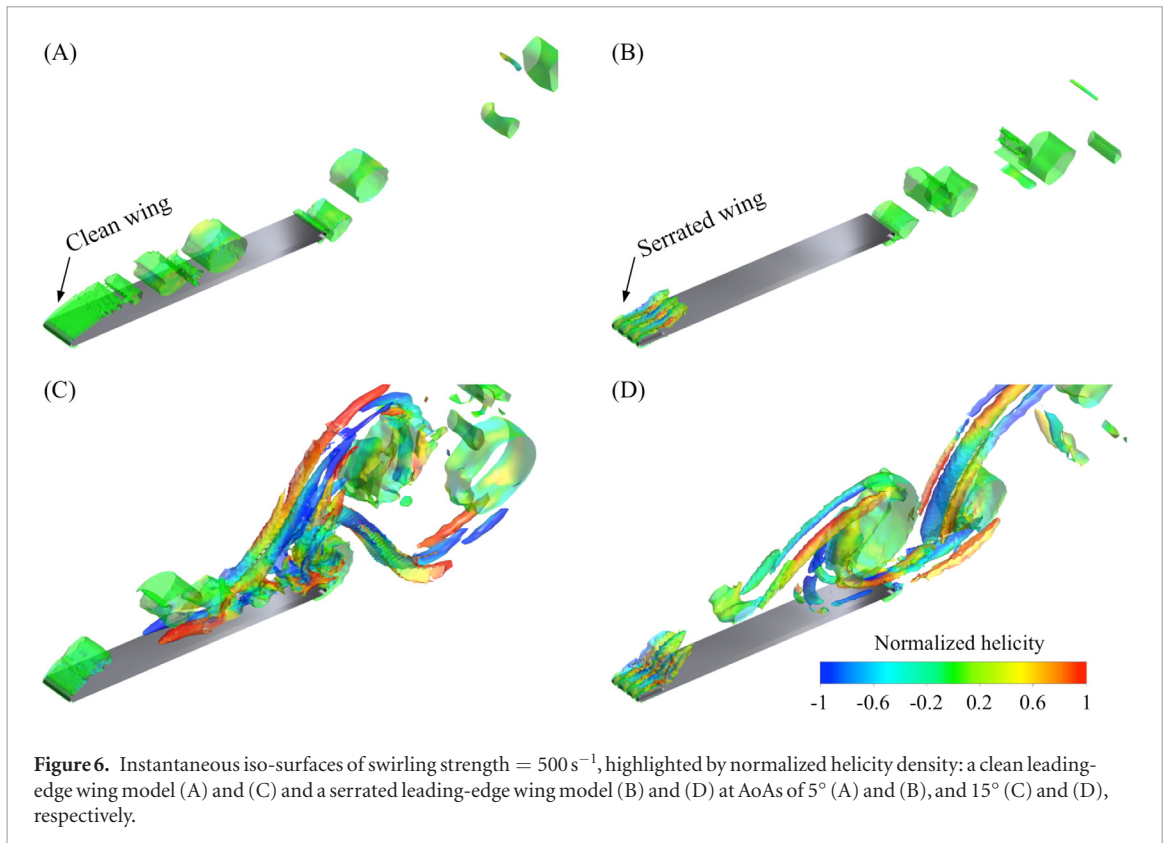 (A)
(B)
Clean wing
Serrated wing
(C)
(D)
Normalized helicity
-1 -0.6 -0.2 0.2 0.6 1
Figure 6. Instantaneous iso-surfaces of swirling strength = 500 s⁻¹, highlighted by normalized helicity density: a clean leading-
edge wing model (A) and (C) and a serrated leading-edge wing model (B) and (D) at AoAs of 5° (A) and (B), and 15° (C) and (D),
respectively.